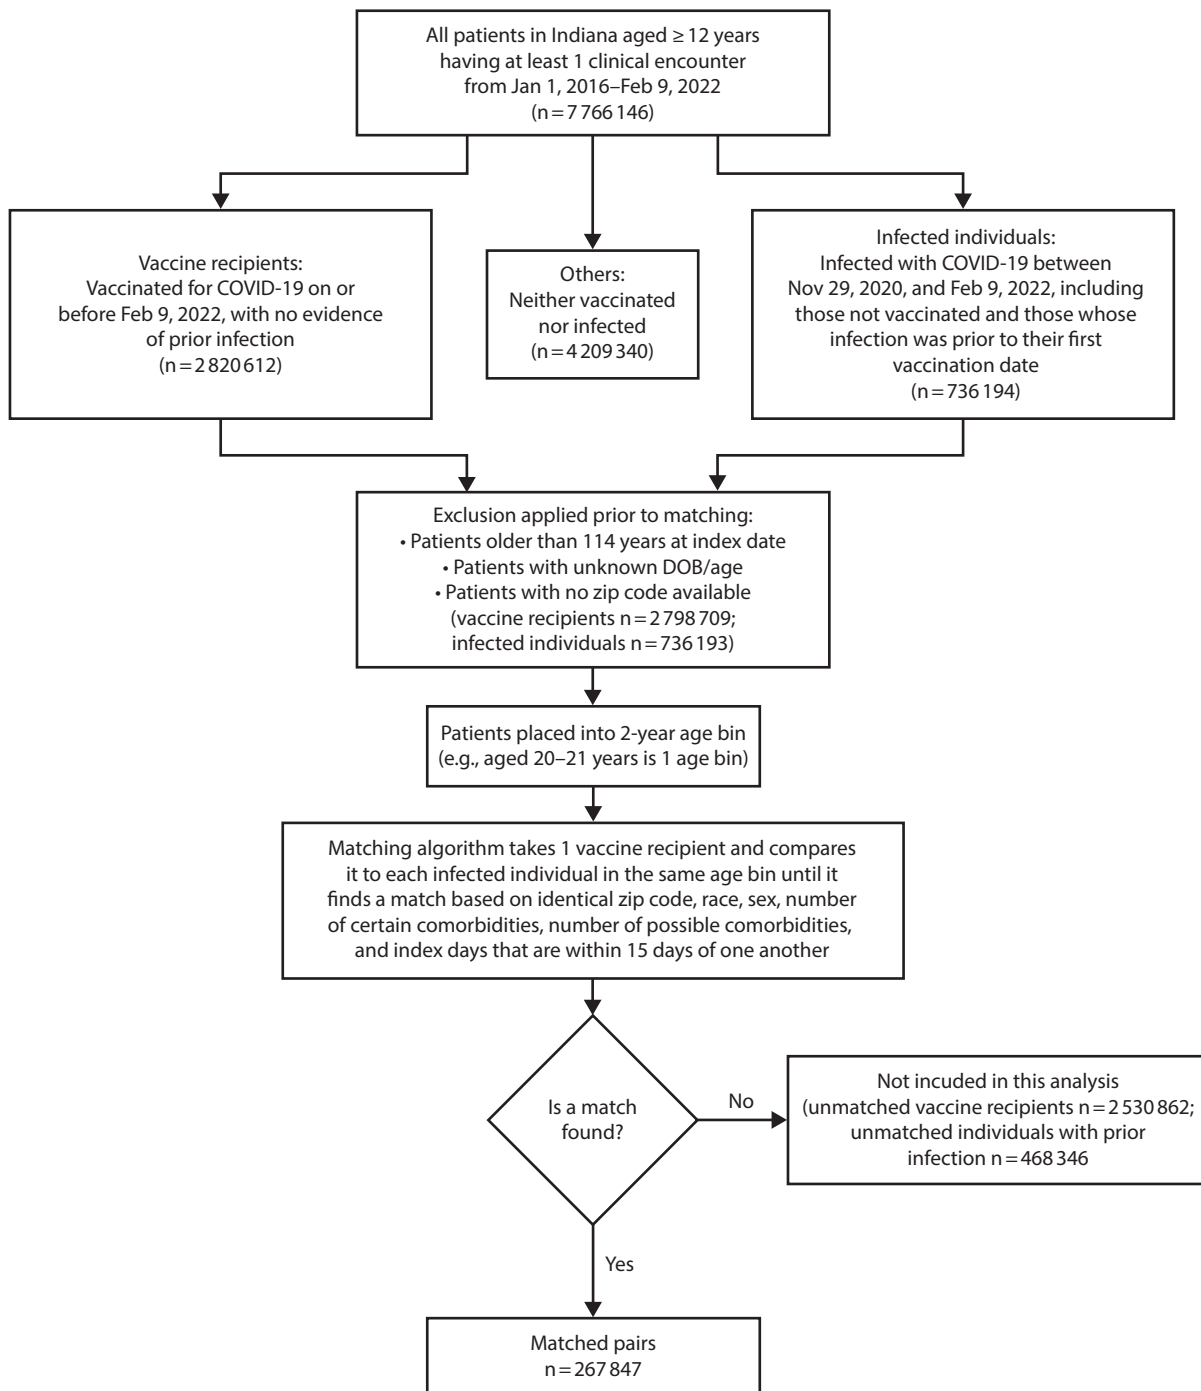 All patients in Indiana aged ≥ 12 years
having at least 1 clinical encounter
from Jan 1, 2016–Feb 9, 2022
(n = 7 766 146)
Vaccine recipients:
Vaccinated for COVID-19 on or
before Feb 9, 2022, with no evidence
of prior infection
(n = 2 820 612)
Others:
Neither vaccinated
nor infected
(n = 4 209 340)
Infected individuals:
Infected with COVID-19 between
Nov 29, 2020, and Feb 9, 2022, including
those not vaccinated and those whose
infection was prior to their first
vaccination date
(n = 736 194)
Exclusion applied prior to matching:
• Patients older than 114 years at index date
• Patients with unknown DOB/age
• Patients with no zip code available
(vaccine recipients n = 2 798 709;
infected individuals n = 736 193)
Patients placed into 2-year age bin
(e.g., aged 20–21 years is 1 age bin)
Matching algorithm takes 1 vaccine recipient and compares
it to each infected individual in the same age bin until it
finds a match based on identical zip code, race, sex, number
of certain comorbidities, number of possible comorbidities,
and index days that are within 15 days of one another
Is a match
found?
No
Not incuded in this analysis
(unmatched vaccine recipients n = 2 530 862;
unmatched individuals with prior
infection n = 468 346
Yes
Matched pairs
n = 267 847